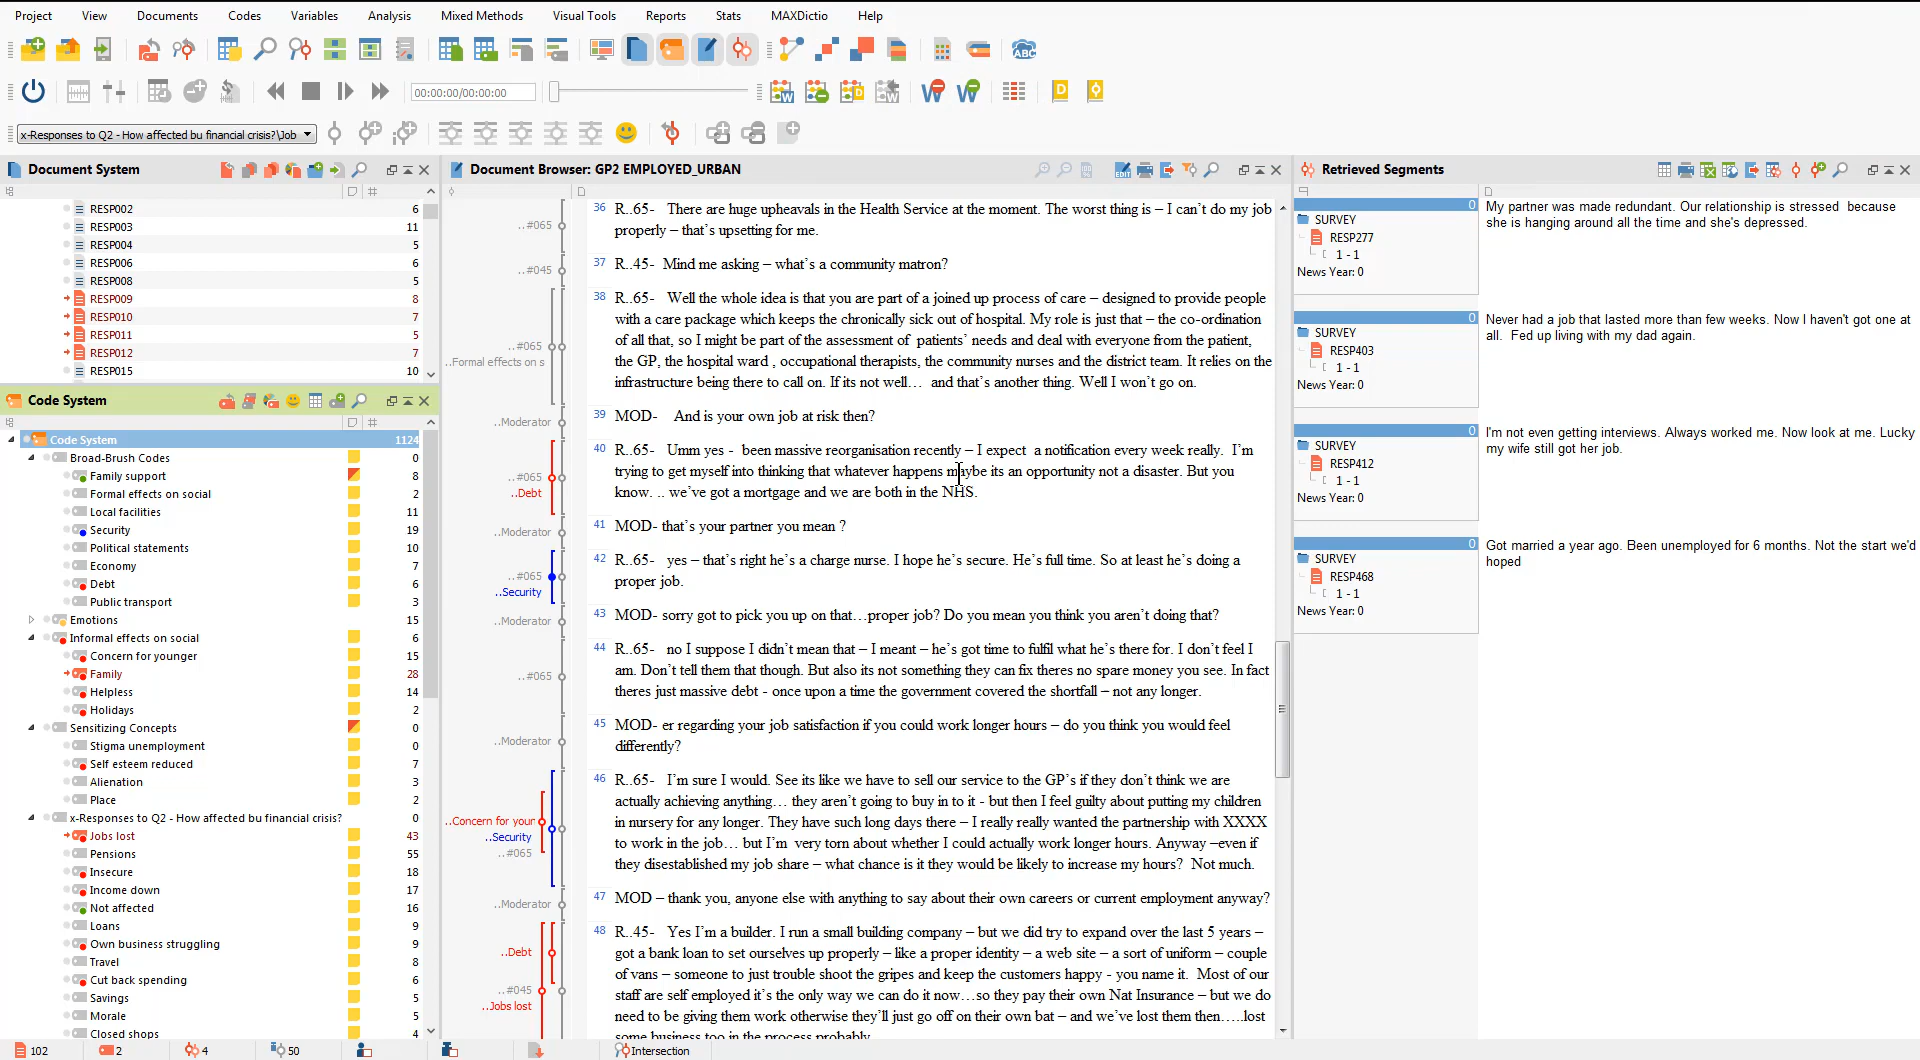 Project View Documents Codes Variables Analysis Mixed Methods Visual Tools Reports Stats MAXDictio Help
ABC
00:00:00/00:00:00
W D W W D
x-Responses to Q2 - How affected bu financial crisis?\Job
Document System
RESP002 6
RESP003 11
RESP004 5
RESP006 6
RESP008 5
RESP009 8
RESP010 7
RESP011 5
RESP012 7
RESP015 10
Code System
Code System 1124
Broad-Brush Codes 0
Family support 8
Formal effects on social 2
Local facilities 11
Security 19
Political statements 10
Economy 7
Debt 6
Public transport 3
Emotions 15
Informal effects on social 6
Concern for younger 15
Family 28
Helpless 14
Holidays 2
Sensitizing Concepts 0
Stigma unemployment 0
Self esteem reduced 7
Alienation 3
Place 2
x-Responses to Q2 - How affected bu financial crisis? 0
Jobs lost 43
Pensions 55
Insecure 18
Income down 17
Not affected 16
Loans 9
Own business struggling 9
Travel 8
Cut back spending 6
Savings 5
Morale 5
Closed shops 4
Document Browser: GP2 EMPLOYED_URBAN
EDIT
..#065
..#045
..#065
..Formal effects on s
..Moderator
..#065
..Debt
..Moderator
..#065
..Security
..Moderator
..#065
..Moderator
..Concern for your
..Security
..#065
..Moderator
..Debt
..#045
..Jobs lost
36 R..65- There are huge upheavals in the Health Service at the moment. The worst thing is – I can’t do my job
properly – that’s upsetting for me.
37 R..45- Mind me asking – what’s a community matron?
38 R..65- Well the whole idea is that you are part of a joined up process of care – designed to provide people
with a care package which keeps the chronically sick out of hospital. My role is just that – the co-ordination
of all that, so I might be part of the assessment of patients’ needs and deal with everyone from the patient,
the GP, the hospital ward , occupational therapists, the community nurses and the district team. It relies on the
infrastructure being there to call on. If its not well… and that’s another thing. Well I won’t go on.
39 MOD- And is your own job at risk then?
40 R..65- Umm yes - been massive reorganisation recently – I expect a notification every week really. I’m
trying to get myself into thinking that whatever happens maybe its an opportunity not a disaster. But you
know. .. we’ve got a mortgage and we are both in the NHS.
41 MOD- that’s your partner you mean ?
42 R..65- yes – that’s right he’s a charge nurse. I hope he’s secure. He’s full time. So at least he’s doing a
proper job.
43 MOD- sorry got to pick you up on that…proper job? Do you mean you think you aren’t doing that?
44 R..65- no I suppose I didn’t mean that – I meant – he’s got time to fulfil what he’s there for. I don’t feel I
am. Don’t tell them that though. But also its not something they can fix theres no spare money you see. In fact
theres just massive debt - once upon a time the government covered the shortfall – not any longer.
45 MOD- er regarding your job satisfaction if you could work longer hours – do you think you would feel
differently?
46 R..65- I’m sure I would. See its like we have to sell our service to the GP’s if they don’t think we are
actually achieving anything… they aren’t going to buy in to it - but then I feel guilty about putting my children
in nursery for any longer. They have such long days there – I really really wanted the partnership with XXXX
to work in the job… but I’m very torn about whether I could actually work longer hours. Anyway –even if
they disestablished my job share – what chance is it they would be likely to increase my hours? Not much.
47 MOD – thank you, anyone else with anything to say about their own careers or current employment anyway?
48 R..45- Yes I’m a builder. I run a small building company – but we did try to expand over the last 5 years –
got a bank loan to set ourselves up properly – like a proper identity – a web site – a sort of uniform – couple
of vans – someone to just trouble shoot the gripes and keep the customers happy - you name it. Most of our
staff are self employed it’s the only way we can do it now…so they pay their own Nat Insurance – but we do
need to be giving them work otherwise they’ll just go off on their own bat – and we’ve lost them then…..lost
some business too in the process probably.
Retrieved Segments
0
SURVEY
RESP277
1 - 1
News Year: 0
My partner was made redundant. Our relationship is stressed because
she is hanging around all the time and she's depressed.
0
SURVEY
RESP403
1 - 1
News Year: 0
Never had a job that lasted more than few weeks. Now I haven't got one at
all. Fed up living with my dad again.
0
SURVEY
RESP412
1 - 1
News Year: 0
I'm not even getting interviews. Always worked me. Now look at me. Lucky
my wife still got her job.
0
SURVEY
RESP468
1 - 1
News Year: 0
Got married a year ago. Been unemployed for 6 months. Not the start we'd
hoped
102 2 4 50 Intersection